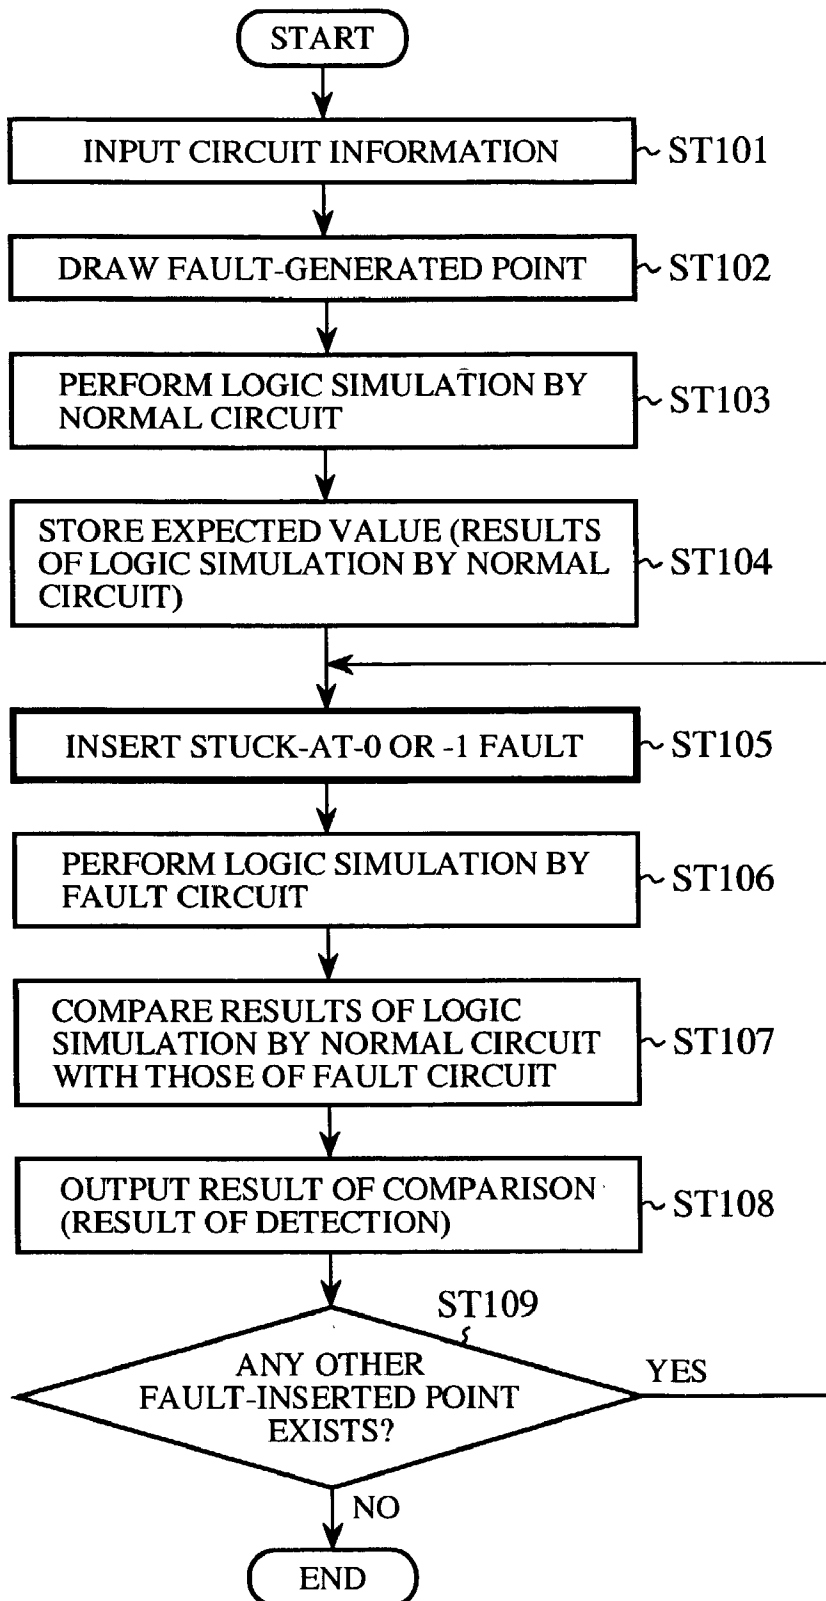 START
INPUT CIRCUIT INFORMATION
ST101
DRAW FAULT-GENERATED POINT
ST102
PERFORM LOGIC SIMULATION BY
NORMAL CIRCUIT
ST103
STORE EXPECTED VALUE (RESULTS
OF LOGIC SIMULATION BY NORMAL
CIRCUIT)
ST104
INSERT STUCK-AT-0 OR -1 FAULT
ST105
PERFORM LOGIC SIMULATION BY
FAULT CIRCUIT
ST106
COMPARE RESULTS OF LOGIC
SIMULATION BY NORMAL CIRCUIT
WITH THOSE OF FAULT CIRCUIT
ST107
OUTPUT RESULT OF COMPARISON
(RESULT OF DETECTION)
ST108
ST109
ANY OTHER
FAULT-INSERTED POINT
EXISTS?
YES
NO
END